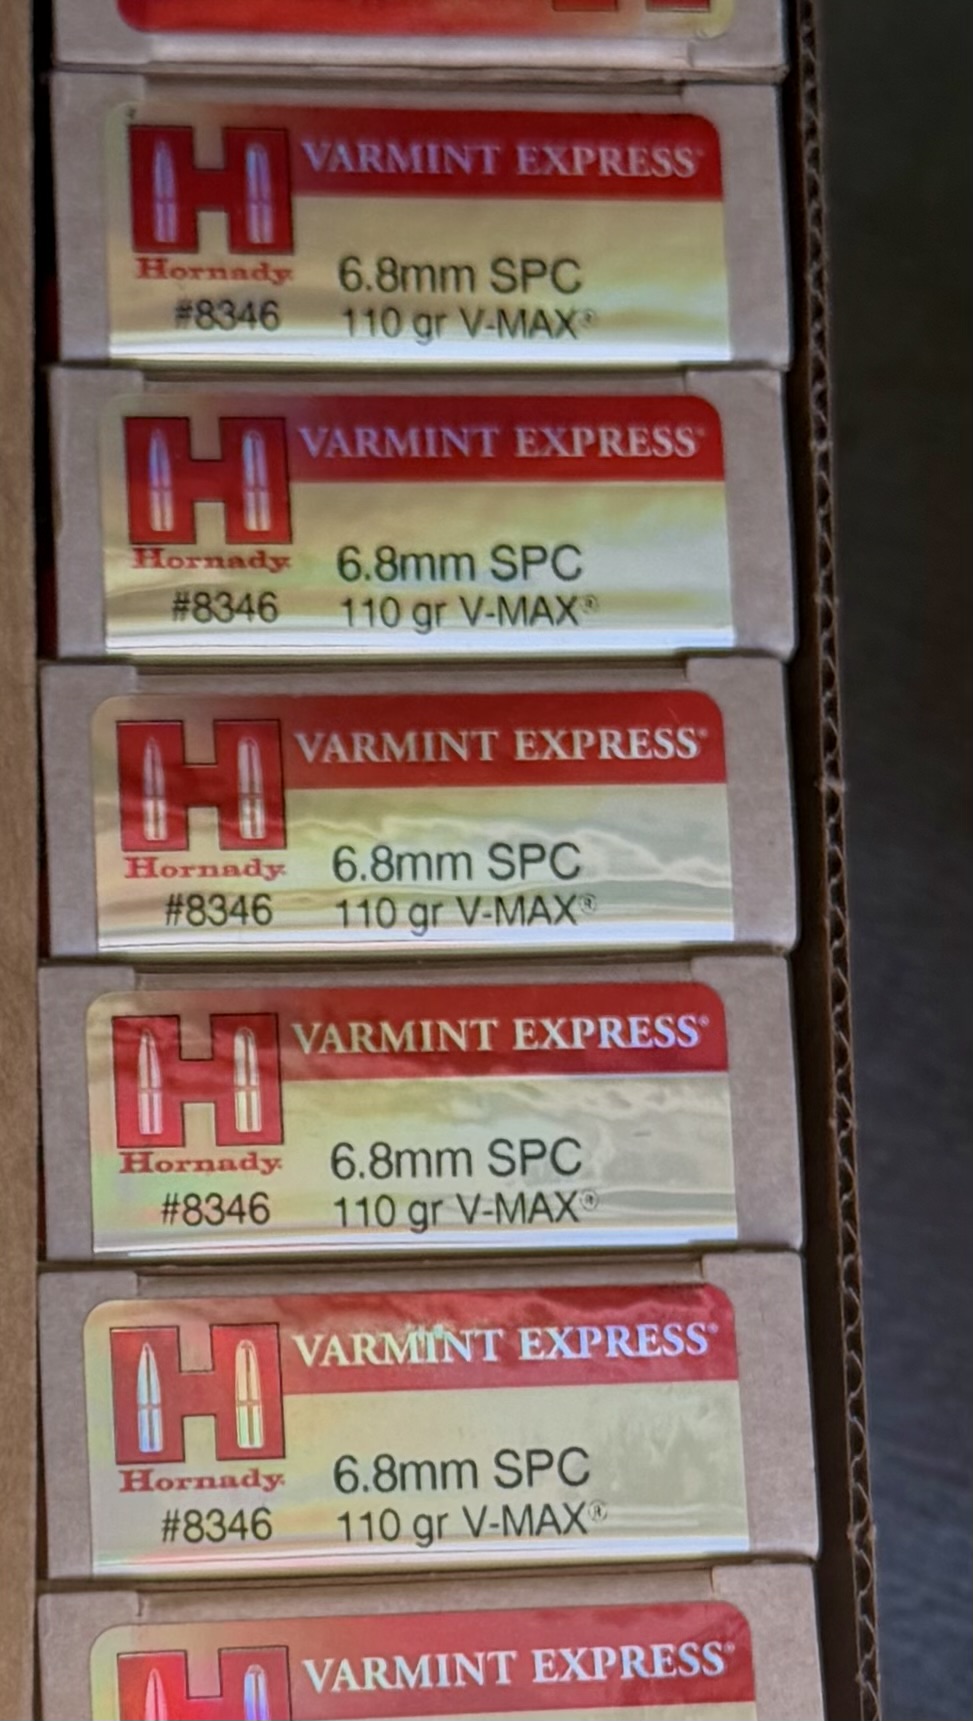 VARMINT EXPRESS®
Hornady®
6.8mm SPC
#8346
110 gr V-MAX®
VARMINT EXPRESS®
Hornady®
6.8mm SPC
#8346
110 gr V-MAX®
VARMINT EXPRESS®
Hornady®
6.8mm SPC
#8346
110 gr V-MAX®
VARMINT EXPRESS®
Hornady®
6.8mm SPC
#8346
110 gr V-MAX®
VARMINT EXPRESS®
Hornady®
6.8mm SPC
#8346
110 gr V-MAX®
VARMINT EXPRESS®